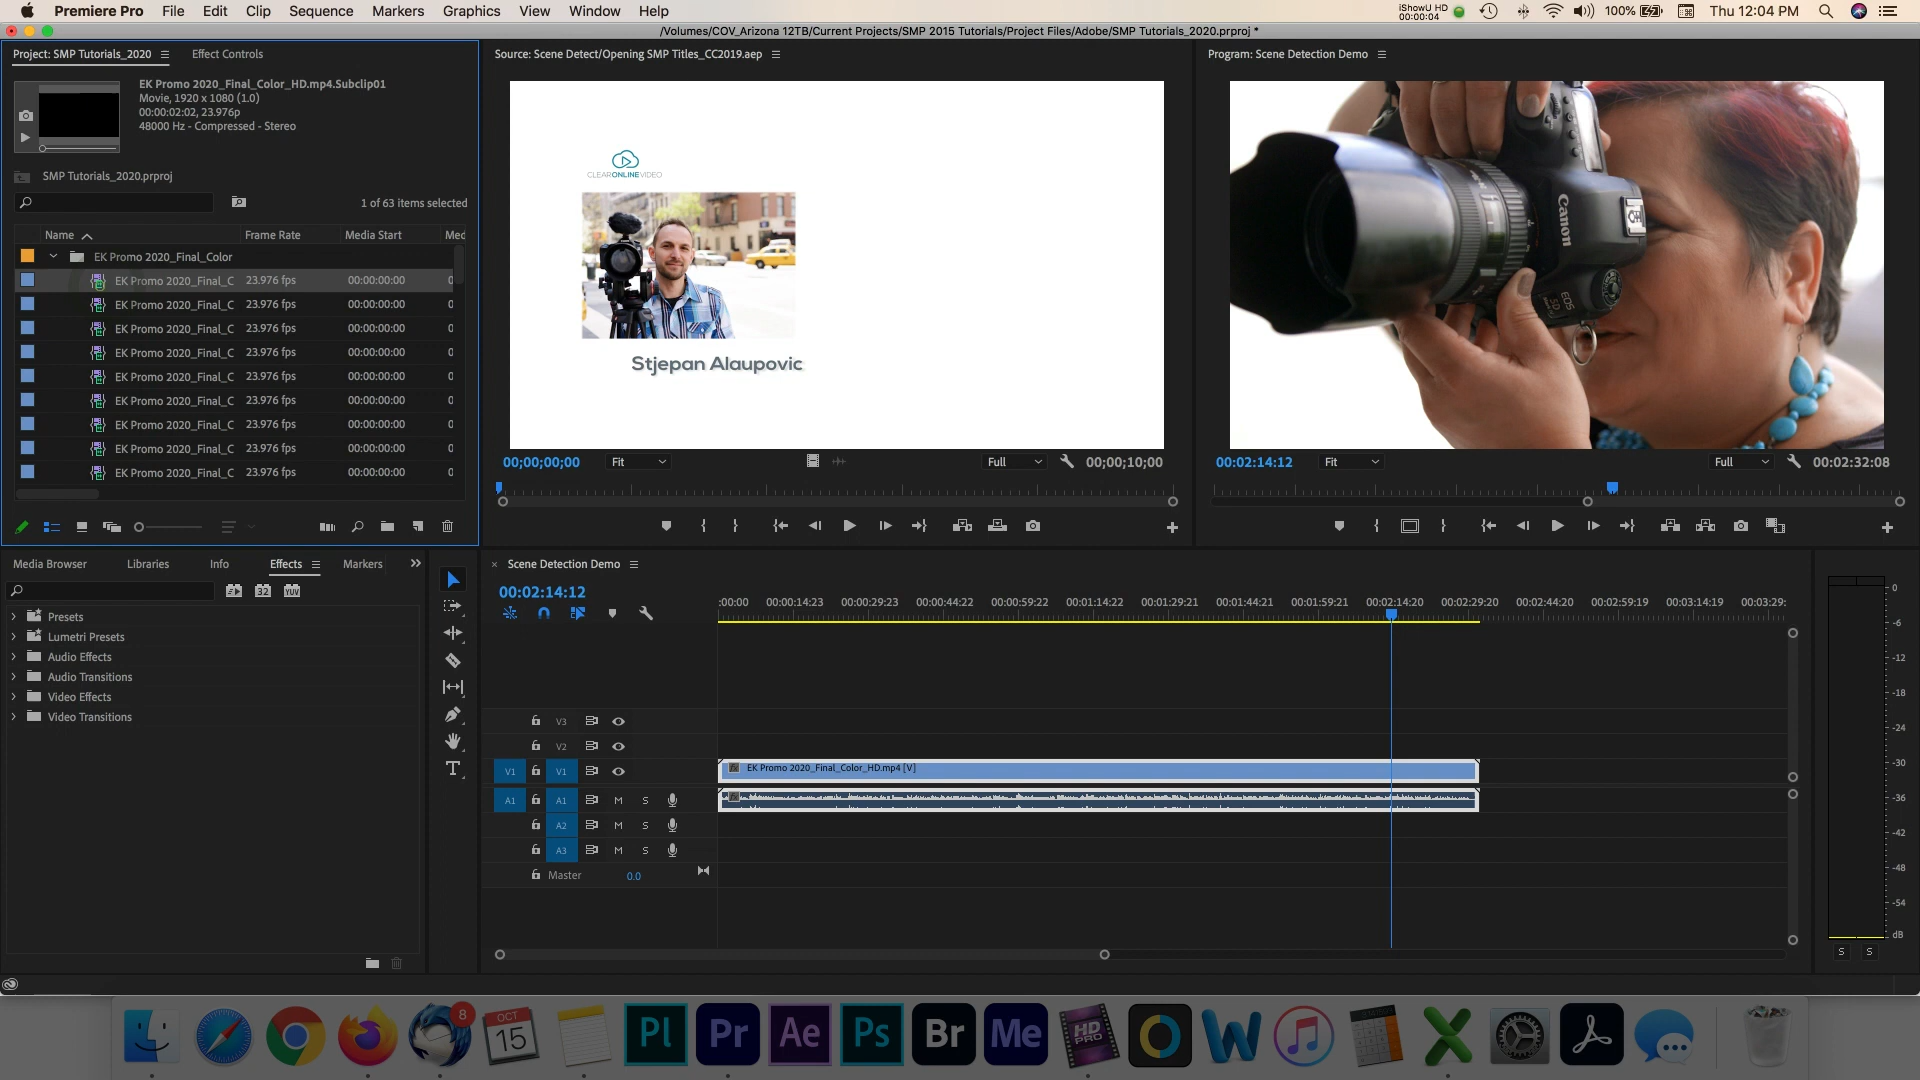 Premiere Pro File Edit Clip Sequence Markers Graphics View Window Help
iShowU HD
00:00:04
100%
Thu 12:04 PM
/Volumes/COV_Arizona 12TB/Current Projects/SMP 2015 Tutorials/Project Files/Adobe/SMP Tutorials_2020.prproj *
Project: SMP Tutorials_2020
Effect Controls
EK Promo 2020_Final_Color_HD.mp4.Subclip01
Movie, 1920 x 1080 (1.0)
00:00:02:02, 23.976p
48000 Hz - Compressed - Stereo
SMP Tutorials_2020.prproj
1 of 63 items selected
Name Frame Rate Media Start Med
EK Promo 2020_Final_Color
EK Promo 2020_Final_C 23.976 fps 00:00:00:00 0
EK Promo 2020_Final_C 23.976 fps 00:00:00:00 0
EK Promo 2020_Final_C 23.976 fps 00:00:00:00 0
EK Promo 2020_Final_C 23.976 fps 00:00:00:00 0
EK Promo 2020_Final_C 23.976 fps 00:00:00:00 0
EK Promo 2020_Final_C 23.976 fps 00:00:00:00 0
EK Promo 2020_Final_C 23.976 fps 00:00:00:00 0
EK Promo 2020_Final_C 23.976 fps 00:00:00:00 0
EK Promo 2020_Final_C 23.976 fps 00:00:00:00 0
Source: Scene Detect/Opening SMP Titles_CC2019.aep
CLEARONLINEVIDEO
Stjepan Alaupovic
00;00;00;00 Fit Full 00;00;10;00
Program: Scene Detection Demo
Canon
EOS
5D
00:02:14:12 Fit Full 00:02:32:08
Media Browser Libraries Info Effects Markers
32 YUV
Presets
Lumetri Presets
Audio Effects
Audio Transitions
Video Effects
Video Transitions
Scene Detection Demo
00:02:14:12
:00:00 00:00:14:23 00:00:29:23 00:00:44:22 00:00:59:22 00:01:14:22 00:01:29:21 00:01:44:21 00:01:59:21 00:02:14:20 00:02:29:20 00:02:44:20 00:02:59:19 00:03:14:19 00:03:29:
V3
V2
V1 V1
EK Promo 2020_Final_Color_HD.mp4 [V]
A1 A1 M S
A2 M S
A3 M S
Master 0.0
0
-6
-12
-18
-24
-30
-36
-42
-48
-54
dB
S S
8
OCT
15
Pl Pr Ae Ps Br Me
HD
PRO